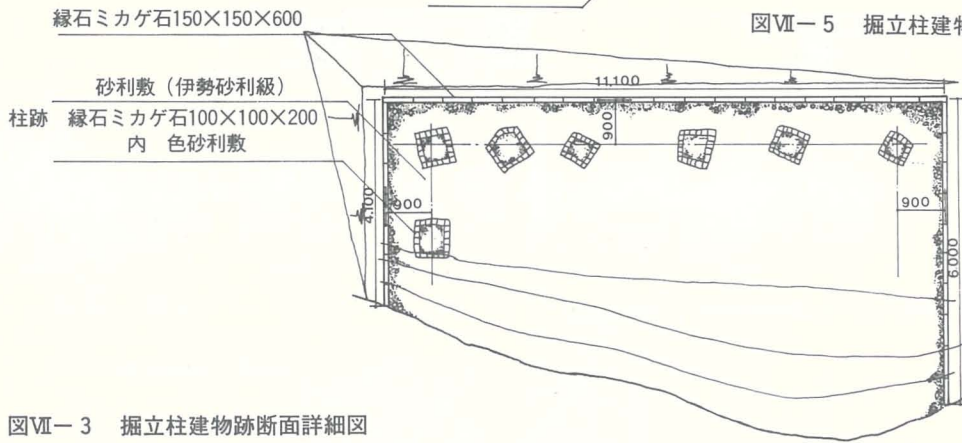 縁石ミカゲ石150×150×600
図Ⅶ−5 掘立柱建物
11,100
砂利敷(伊勢砂利級)
柱跡 縁石ミカゲ石100×100×200
内 色砂利敷
900
4,100
900
900
6,000
図Ⅶ−3 掘立柱建物跡断面詳細図